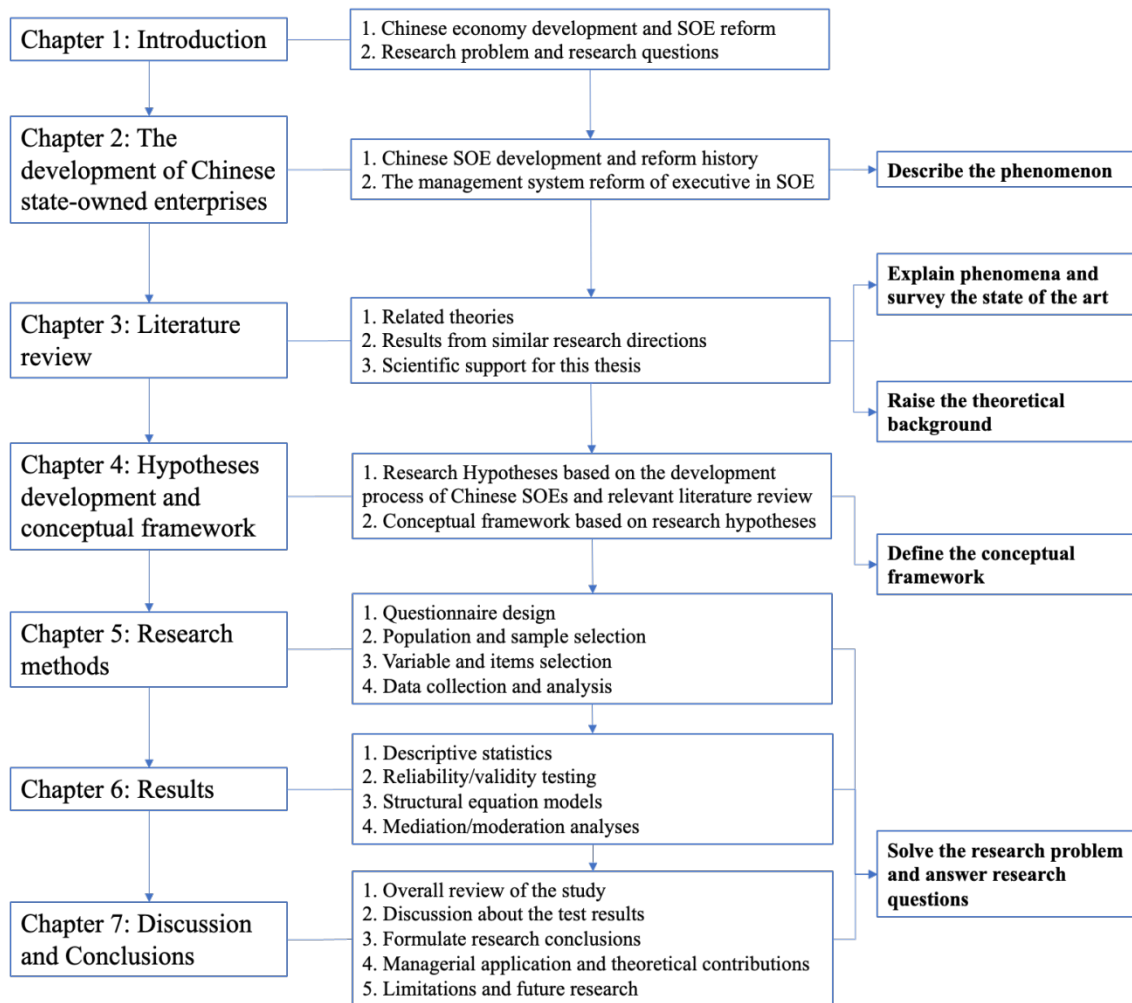 Chapter 1: Introduction
1. Chinese economy development and SOE reform
2. Research problem and research questions
Chapter 2: The
development of Chinese
state-owned enterprises
1. Chinese SOE development and reform history
2. The management system reform of executive in SOE
Describe the phenomenon
Chapter 3: Literature
review
1. Related theories
2. Results from similar research directions
3. Scientific support for this thesis
Explain phenomena and
survey the state of the art
Raise the theoretical
background
Chapter 4: Hypotheses
development and
conceptual framework
1. Research Hypotheses based on the development
process of Chinese SOEs and relevant literature review
2. Conceptual framework based on research hypotheses
Define the conceptual
framework
Chapter 5: Research
methods
1. Questionnaire design
2. Population and sample selection
3. Variable and items selection
4. Data collection and analysis
Chapter 6: Results
1. Descriptive statistics
2. Reliability/validity testing
3. Structural equation models
4. Mediation/moderation analyses
Solve the research problem
and answer research
questions
Chapter 7: Discussion
and Conclusions
1. Overall review of the study
2. Discussion about the test results
3. Formulate research conclusions
4. Managerial application and theoretical contributions
5. Limitations and future research